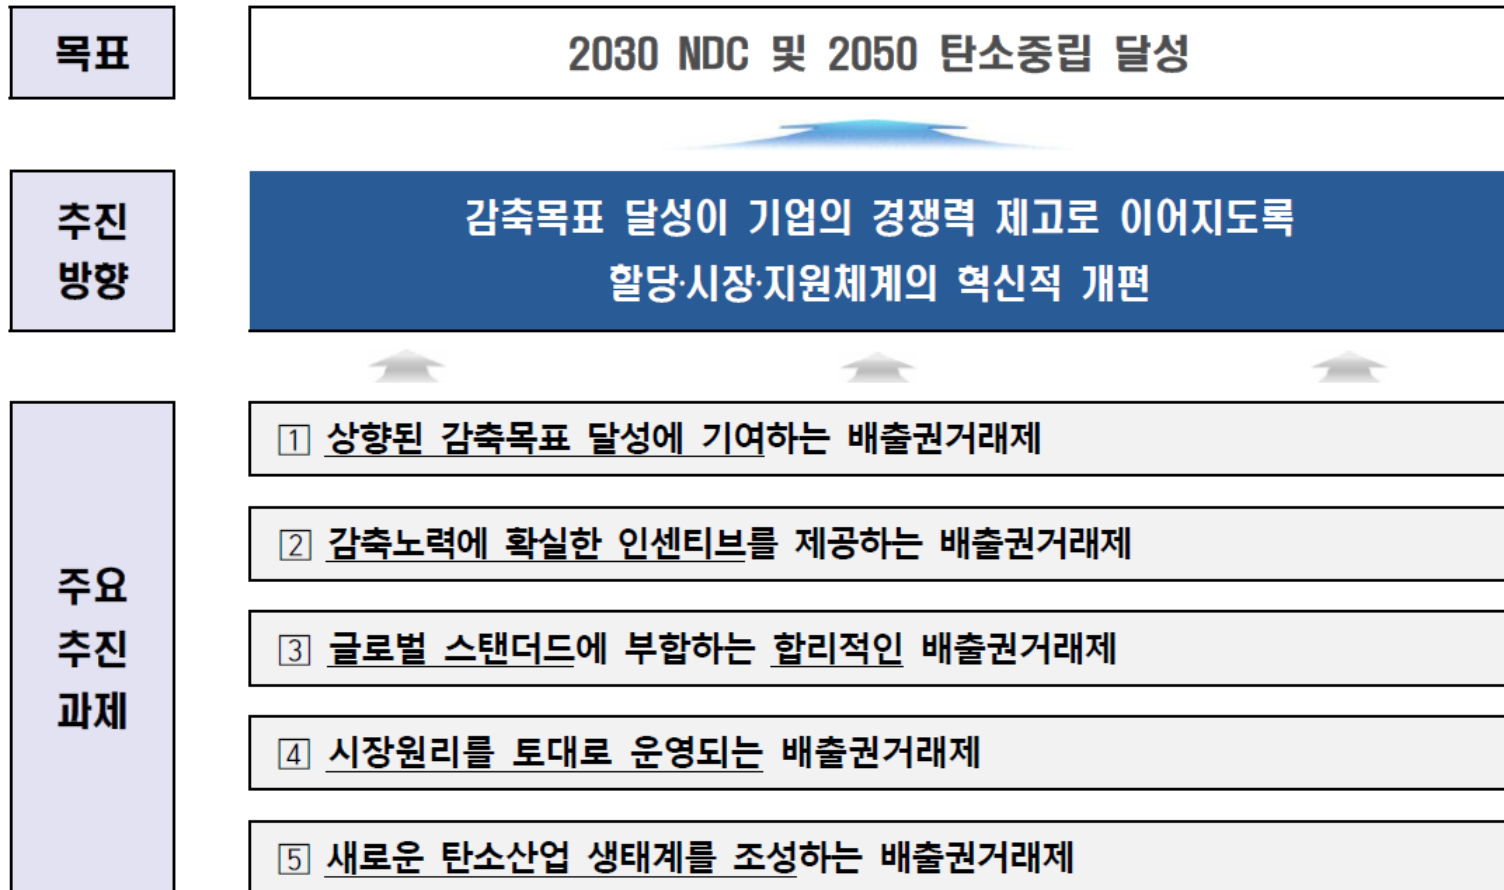 목표
2030 NDC 및 2050 탄소중립 달성
추진
방향
감축목표 달성이 기업의 경쟁력 제고로 이어지도록
할당·시장·지원체계의 혁신적 개편
주요
추진
과제
1 상향된 감축목표 달성에 기여하는 배출권거래제
2 감축노력에 확실한 인센티브를 제공하는 배출권거래제
3 글로벌 스탠더드에 부합하는 합리적인 배출권거래제
4 시장원리를 토대로 운영되는 배출권거래제
5 새로운 탄소산업 생태계를 조성하는 배출권거래제